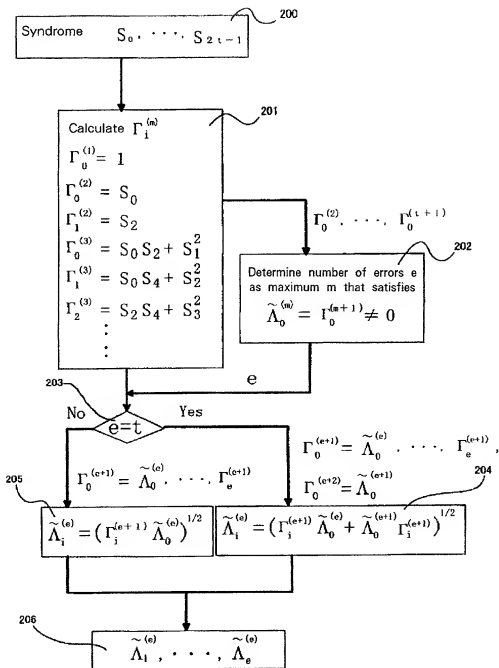 200
Syndrome S₀, · · · , S₂ₜ₋₁
201
Calculate Γᵢ⁽ᵐ⁾
Γ₀⁽¹⁾ = 1
Γ₀⁽²⁾ = S₀
Γ₁⁽²⁾ = S₂
Γ₀⁽³⁾ = S₀S₂ + S₁²
Γ₁⁽³⁾ = S₀S₄ + S₂²
Γ₂⁽³⁾ = S₂S₄ + S₃²
⋮
Γ₀⁽²⁾, · · · , Γ₀⁽ᵗ⁺¹⁾
202
Determine number of errors e
as maximum m that satisfies
Λ̃₀⁽ᵐ⁾ = Γ₀⁽ᵐ⁺¹⁾ ≠ 0
e
203
No e=t Yes
Γ₀⁽ᵉ⁺¹⁾ = Λ̃₀⁽ᵉ⁾, · · · , Γₑ⁽ᵉ⁺¹⁾
Γ₀⁽ᵉ⁺¹⁾ = Λ̃₀⁽ᵉ⁾, · · · , Γₑ⁽ᵉ⁺¹⁾,
Γ₀⁽ᵉ⁺²⁾ = Λ̃₀⁽ᵉ⁺¹⁾
205
Λ̃ᵢ⁽ᵉ⁾ = (Γᵢ⁽ᵉ⁺¹⁾ Λ̃₀⁽ᵉ⁾)¹/²
204
Λ̃ᵢ⁽ᵉ⁾ = (Γᵢ⁽ᵉ⁺¹⁾ Λ̃₀⁽ᵉ⁾ + Λ̃₀⁽ᵉ⁺¹⁾ Γᵢ⁽ᵉ⁺¹⁾)¹/²
206
Λ̃₁⁽ᵉ⁾, · · · , Λ̃ₑ⁽ᵉ⁾